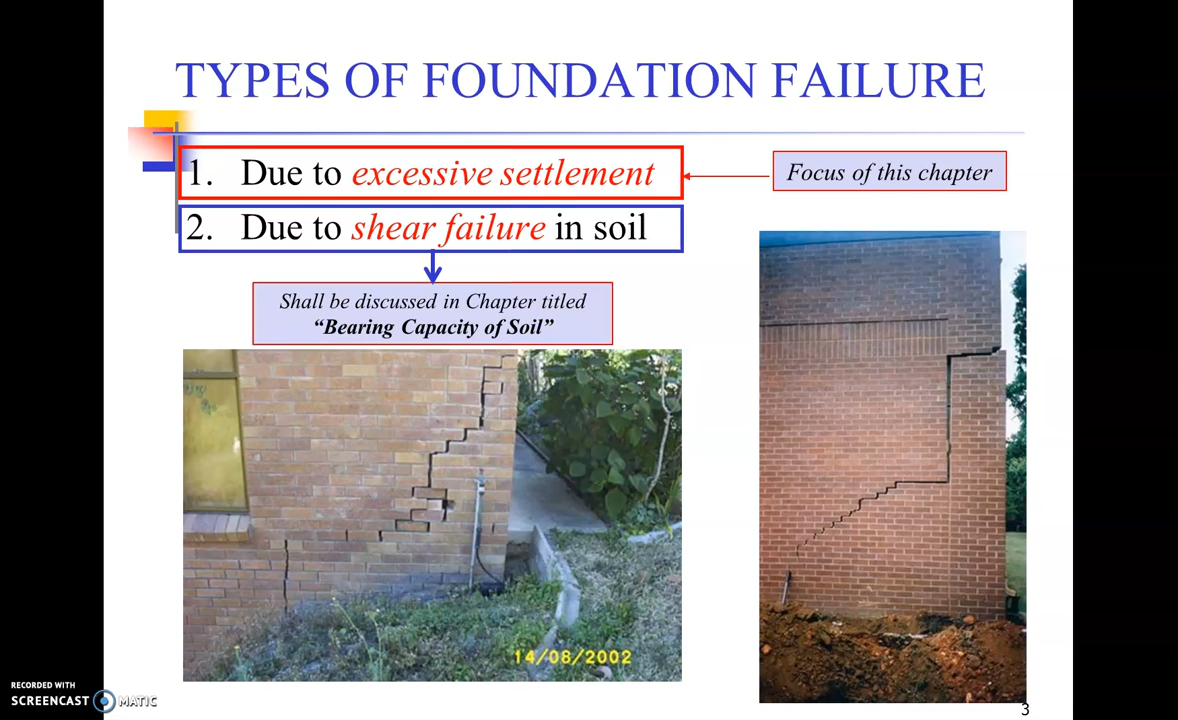 TYPES OF FOUNDATION FAILURE
1. Due to excessive settlement
Focus of this chapter
2. Due to shear failure in soil
Shall be discussed in Chapter titled
“Bearing Capacity of Soil”
14/08/2002
RECORDED WITH
SCREENCAST MATIC
3